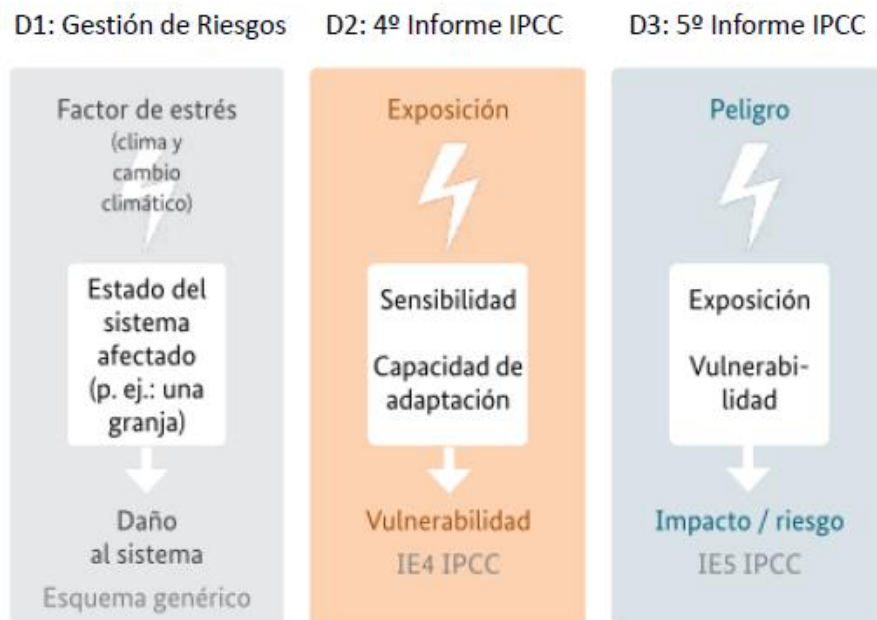 D1: Gestión de Riesgos
Factor de estrés
(clima y
cambio
climático)
Estado del
sistema
afectado
(p. ej.: una
granja)
Daño
al sistema
Esquema genérico
D2: 4º Informe IPCC
Exposición
Sensibilidad
Capacidad de
adaptación
Vulnerabilidad
IE4 IPCC
D3: 5º Informe IPCC
Peligro
Exposición
Vulnerabi-
lidad
Impacto / riesgo
IE5 IPCC